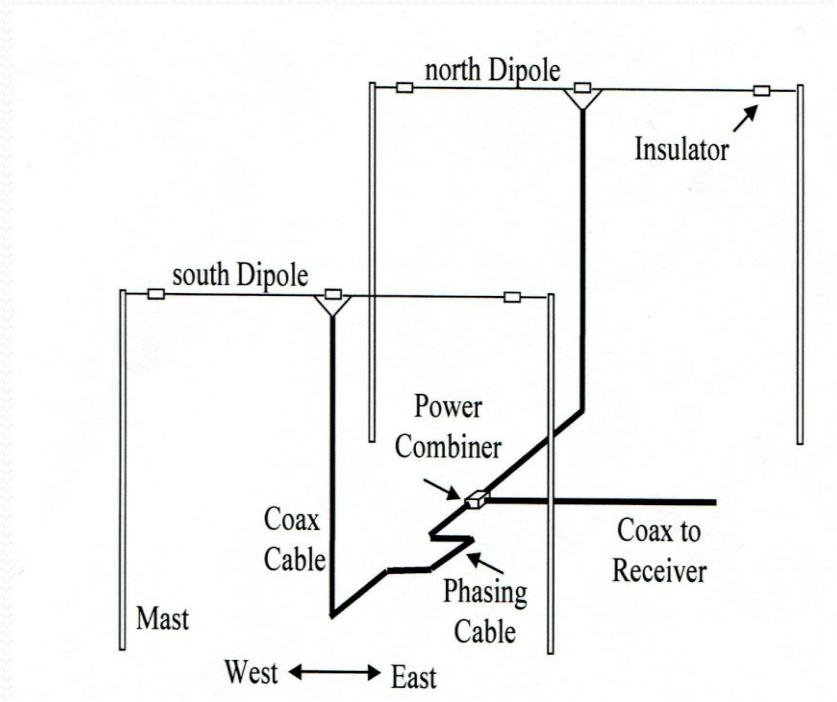 north Dipole
Insulator
south Dipole
Power
Combiner
Coax
Cable
Coax to
Receiver
Phasing
Cable
Mast
West
East